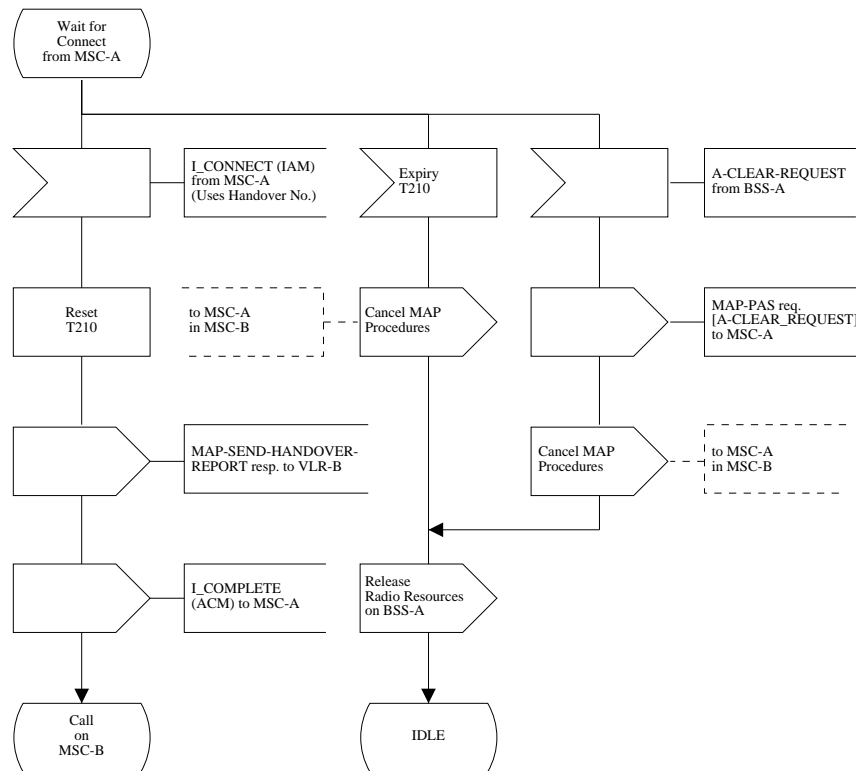 Wait for
Connect
from MSC-A
I_CONNECT (IAM)
from MSC-A
(Uses Handover No.)
Expiry
T210
A-CLEAR-REQUEST
from BSS-A
Reset
T210
to MSC-A
in MSC-B
Cancel MAP
Procedures
MAP-PAS req.
[A-CLEAR_REQUEST]
to MSC-A
MAP-SEND-HANDOVER-
REPORT resp. to VLR-B
Cancel MAP
Procedures
to MSC-A
in MSC-B
I_COMPLETE
(ACM) to MSC-A
Release
Radio Resources
on BSS-A
Call
on
MSC-B
IDLE